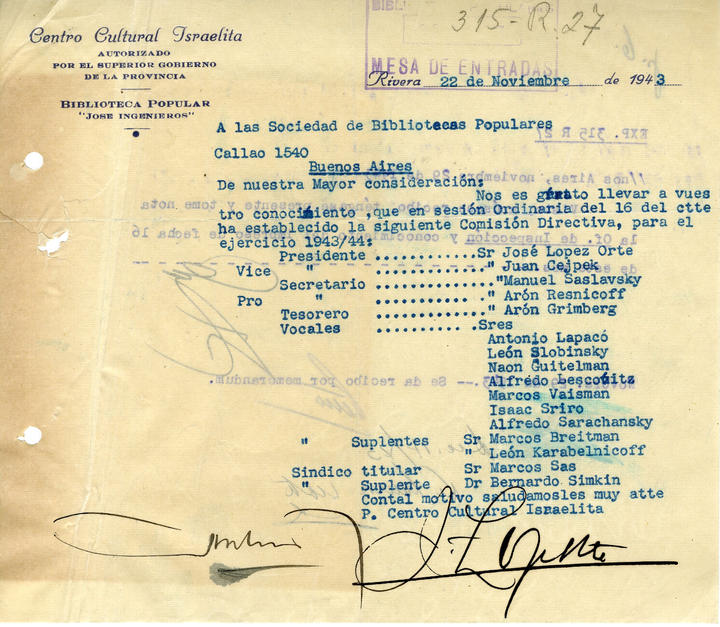 315-R.27
Centro Cultural Israelita
AUTORIZADO
POR EL SUPERIOR GOBIERNO
DE LA PROVINCIA
BIBLIOTECA POPULAR
"JOSE INGENIEROS"
MESA DE ENTRADAS
Rivera 22 de Noviembre de 1943
EXP. 315 R 27
A las Sociedad de Bibliotecas Populares
Callao 1540
Buenos Aires
De nuestra Mayor consideración:
Nos es grato llevar a vues
tro conocimiento ,que en sesión Ordinaria del 16 del ctte
ha establecido la siguiente Comisión Directiva, para el
ejercicio 1943/44:
Presidente ............Sr José Lopez Orte
Vice " ............" Juan Cejpek
Secretario ............"Manuel Saslavsky
Pro " ............" Arón Resnicoff
Tesorero ............" Arón Grimberg
Vocales ......... .Sres
Antonio Lapacó
León Slobinsky
Naon Guitelman
Alfredo Lescovitz
Marcos Vaisman
Isaac Sriro
Alfredo Sarachansky
" Suplentes Sr Marcos Breitman
" León Karabelnicoff
Sindico titular Sr Marcos Sas
" Suplente Dr Bernardo Simkin
Contal motivo saludamosles muy atte
P. Centro Cultural Israelita